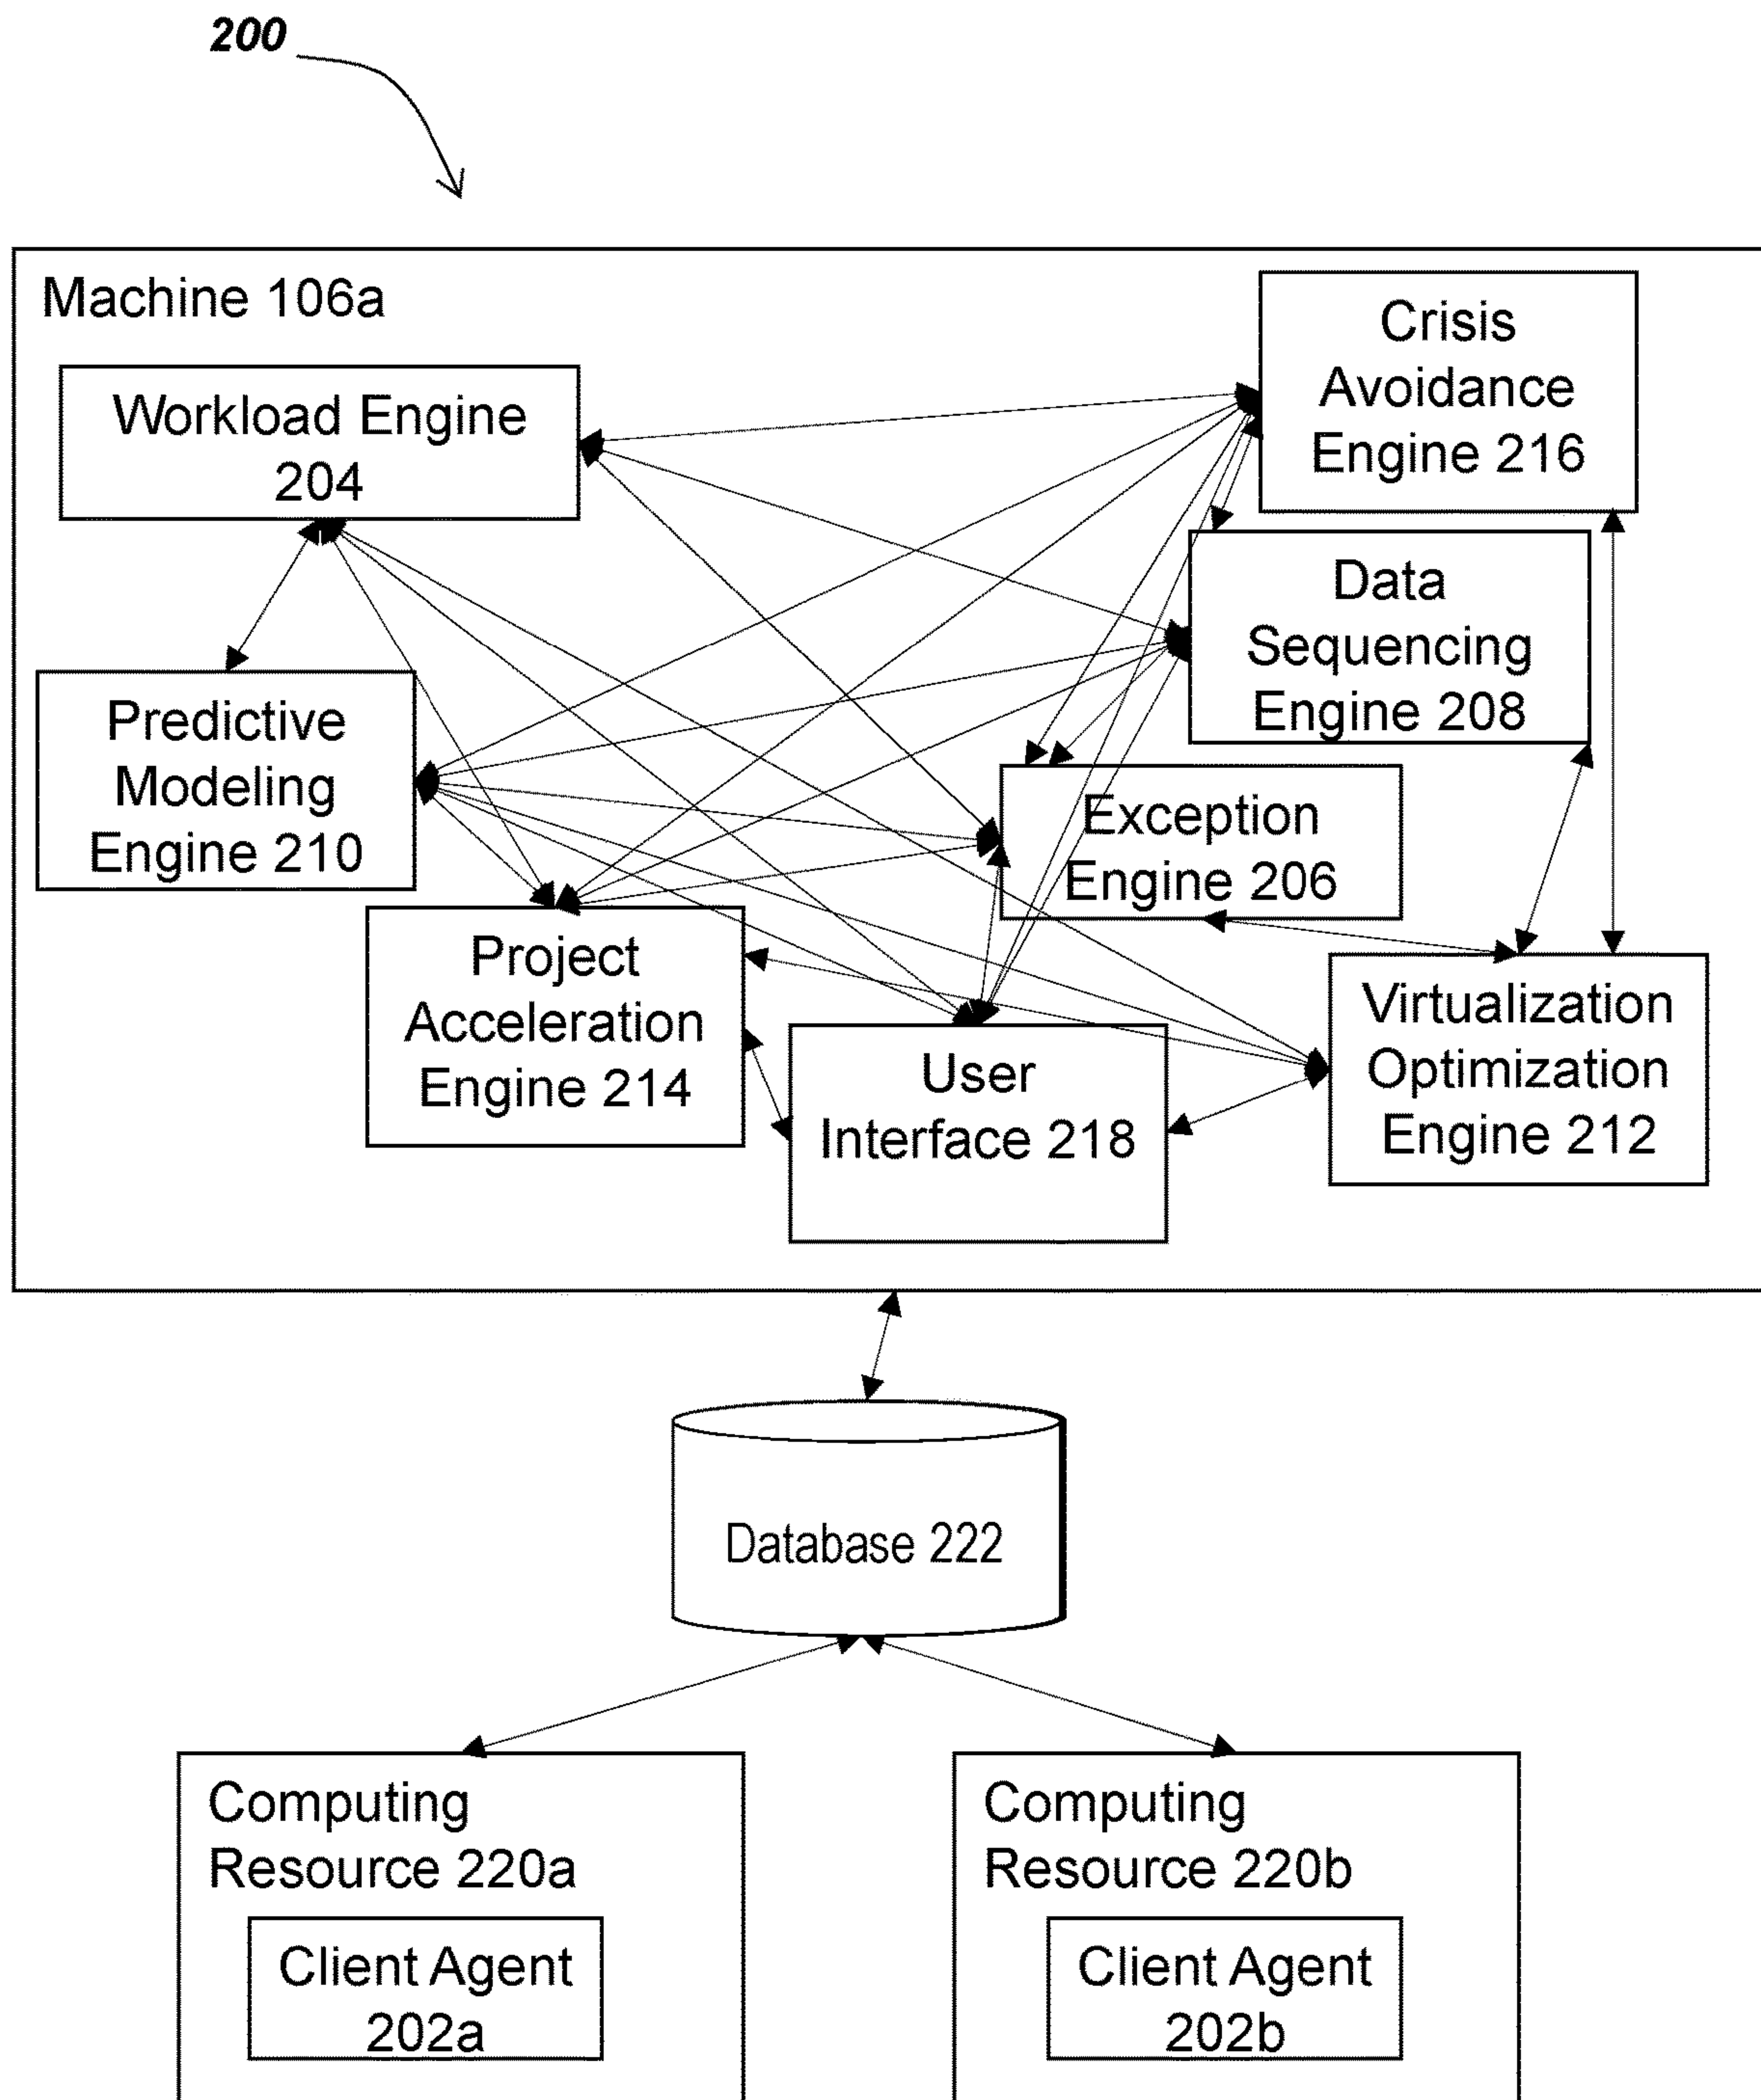 200
Machine 106a
Crisis
Avoidance
Engine 216
Workload Engine
204
Data
Sequencing
Engine 208
Predictive
Modeling
Engine 210
Exception
Engine 206
Project
Acceleration
Engine 214
User
Interface 218
Virtualization
Optimization
Engine 212
Database 222
Computing
Resource 220a
Client Agent
202a
Computing
Resource 220b
Client Agent
202b